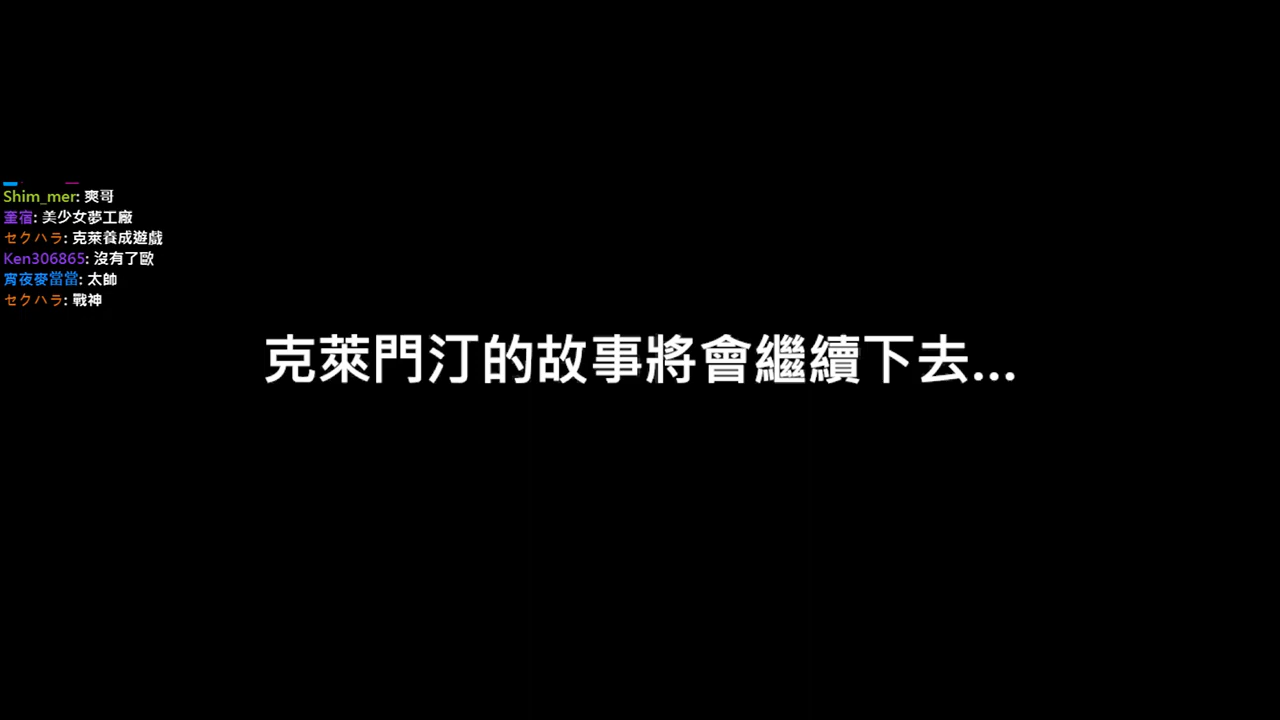 Shim_mer: 爽哥
董宿: 美少女夢工廠
セクハラ: 克萊養成遊戲
Ken306865: 沒有了歐
宵夜麥當當: 太帥
セクハラ: 戰神
克萊門汀的故事將會繼續下去...